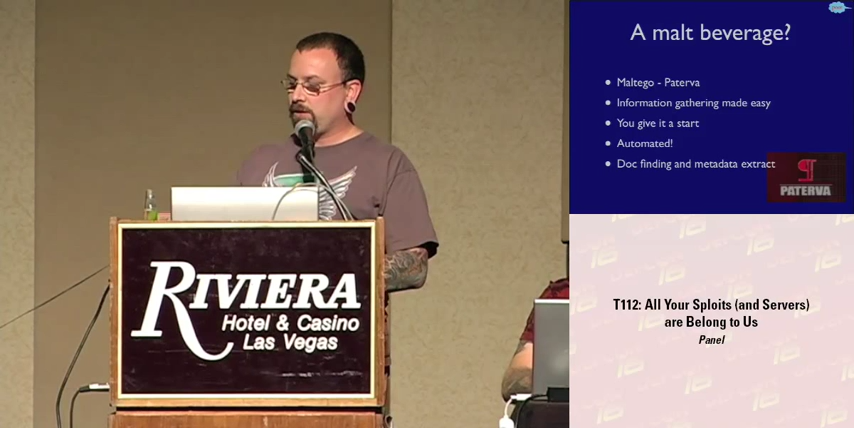 A malt beverage?
Maltego - Paterva
Information gathering made easy
You give it a start
Automated!
Doc finding and metadata extract
PATERVA
RIVIERA
Hotel & Casino
Las Vegas
T112: All Your Sploits (and Servers)
are Belong to Us
Panel